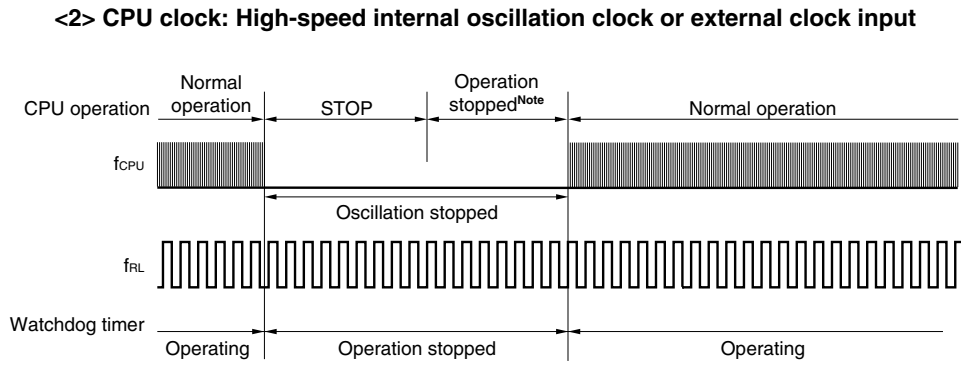 <2> CPU clock: High-speed internal oscillation clock or external clock input
CPU operation
Normal
operation
STOP
Operation
stoppedNote
Normal operation
fCPU
Oscillation stopped
fRL
Watchdog timer
Operating
Operation stopped
Operating